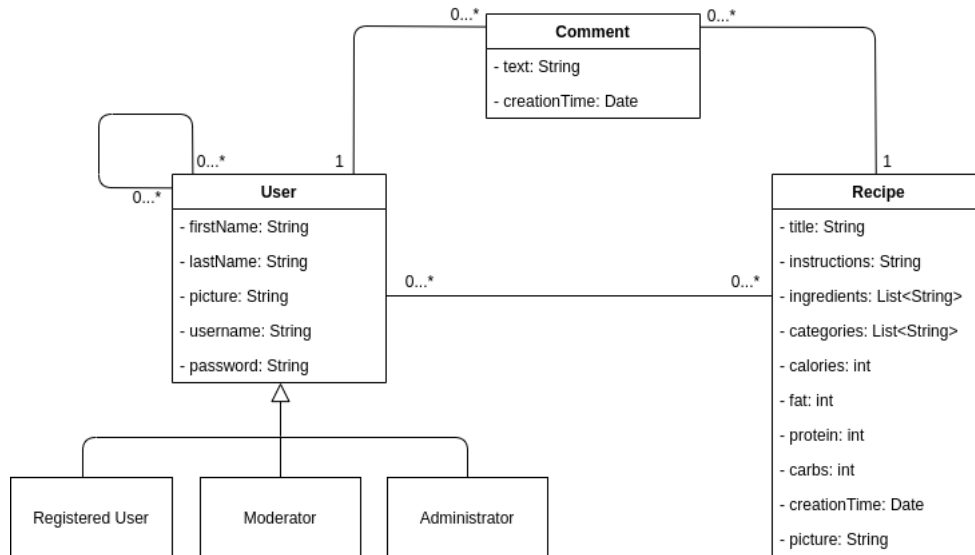 0...*
0...*
Comment
- text: String
- creationTime: Date
0...*
0...*
1
1
User
- firstName: String
- lastName: String
- picture: String
- username: String
- password: String
0...*
0...*
Recipe
- title: String
- instructions: String
- ingredients: List<String>
- categories: List<String>
- calories: int
- fat: int
- protein: int
- carbs: int
- creationTime: Date
- picture: String
Registered User
Moderator
Administrator